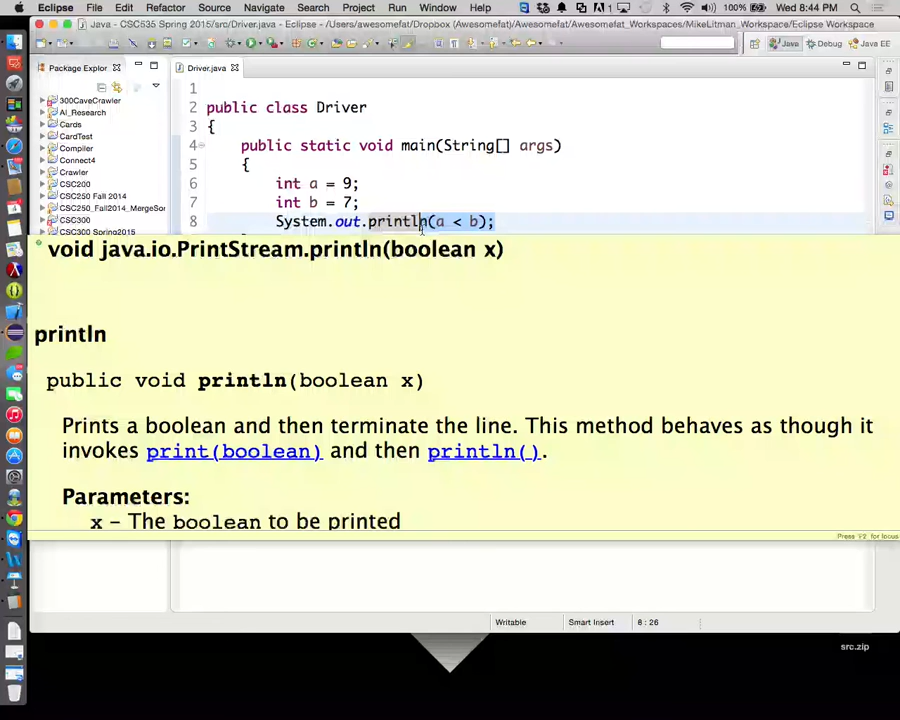 Eclipse File Edit Refactor Source Navigate Search Project Run Window Help 100% Wed 8:44 PM
Java - CSC535 Spring 2015/src/Driver.java - Eclipse - /Users/awesomefat/Dropbox (Awesomefat)/Awesomefat_Workspaces/MikeLitman_Workspace/Eclipse Workspace
Java Debug Java EE
Package Explor Driver.java
300CaveCrawler
AI_Research
Cards
CardTest
Compiler
Connect4
Crawler
CSC200
CSC250 Fall 2014
CSC250_Fall2014_MergeSor
CSC300
CSC300 Spring2015
1
2 public class Driver
3 {
4 public static void main(String[] args)
5 {
6 int a = 9;
7 int b = 7;
8 System.out.println(a < b);
void java.io.PrintStream.println(boolean x)
println
public void println(boolean x)
Prints a boolean and then terminate the line. This method behaves as though it
invokes print(boolean) and then println().
Parameters:
x - The boolean to be printed
Writable Smart Insert 8 : 26
src.zip